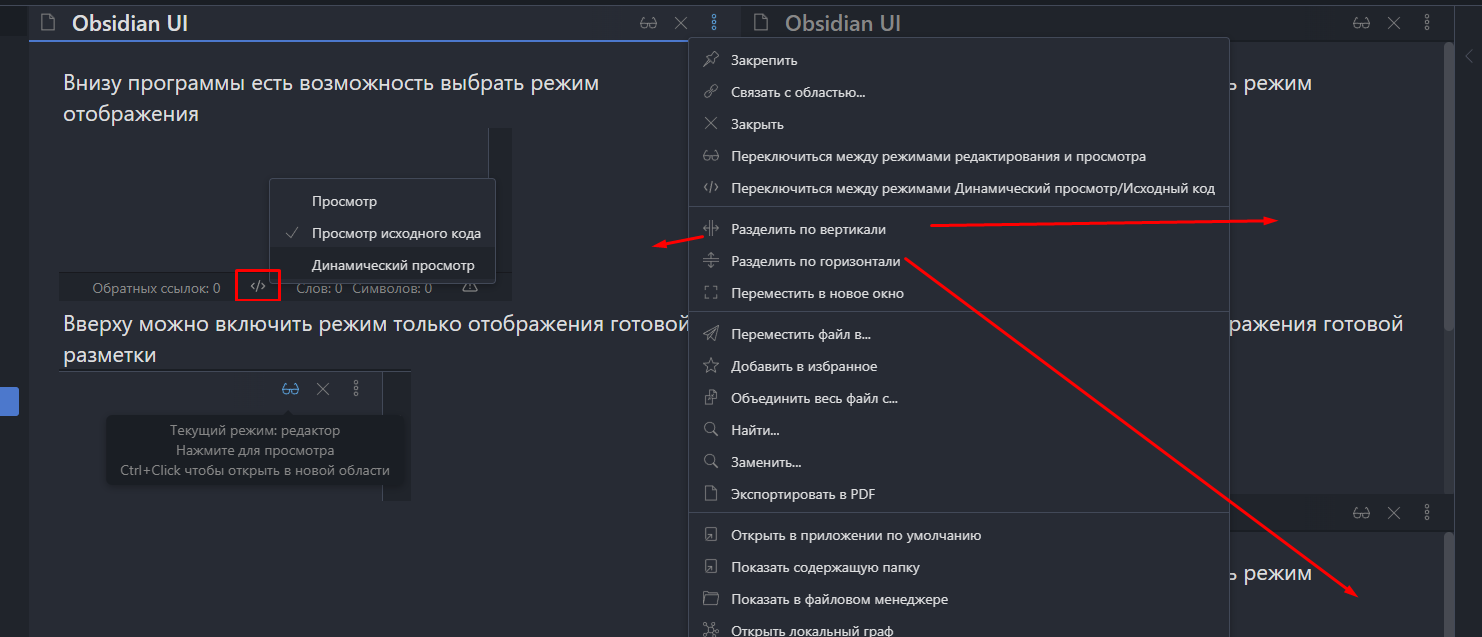 Obsidian UI
Obsidian UI
Внизу программы есть возможность выбрать режим
отображения
Просмотр
Просмотр исходного кода
Динамический просмотр
Обратных ссылок: 0
</>
Слов: 0
Символов: 0
Вверху можно включить режим только отображения готовой
разметки
Текущий режим: редактор
Нажмите для просмотра
Ctrl+Click чтобы открыть в новой области
Закрепить
Связать с областью...
Закрыть
Переключиться между режимами редактирования и просмотра
</> Переключиться между режимами Динамический просмотр/Исходный код
Разделить по вертикали
Разделить по горизонтали
Переместить в новое окно
Переместить файл в...
Добавить в избранное
Объединить весь файл с...
Найти...
Заменить...
Экспортировать в PDF
Открыть в приложении по умолчанию
Показать содержащую папку
Показать в файловом менеджере
Открыть локальный граф
ь режим
ражения готовой
ь режим